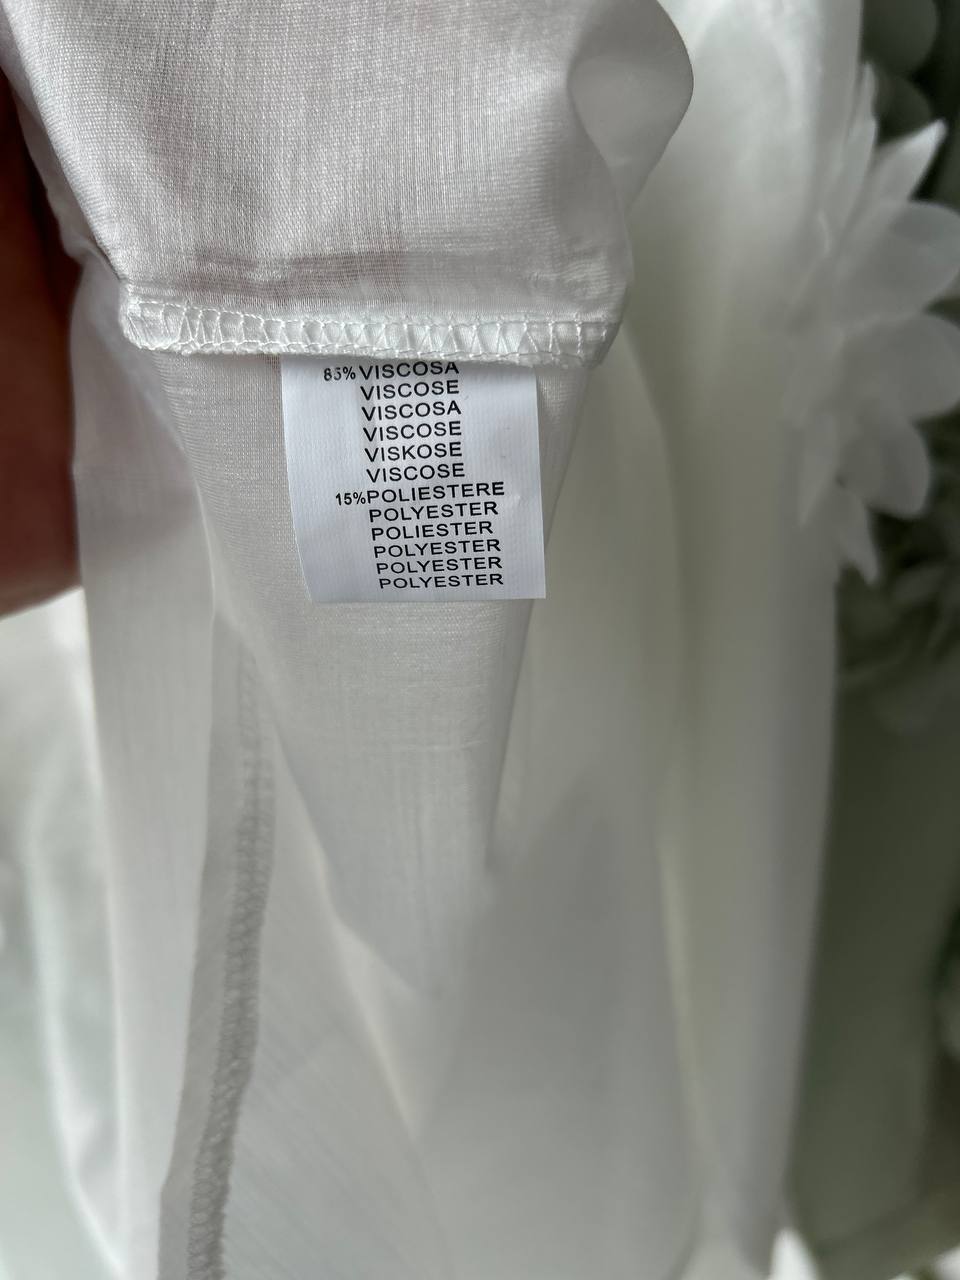 85% VISCOSA
VISCOSE
VISCOSA
VISCOSE
VISKOSE
VISCOSE
15%POLIESTERE
POLYESTER
POLIESTER
POLYESTER
POLYESTER
POLYESTER